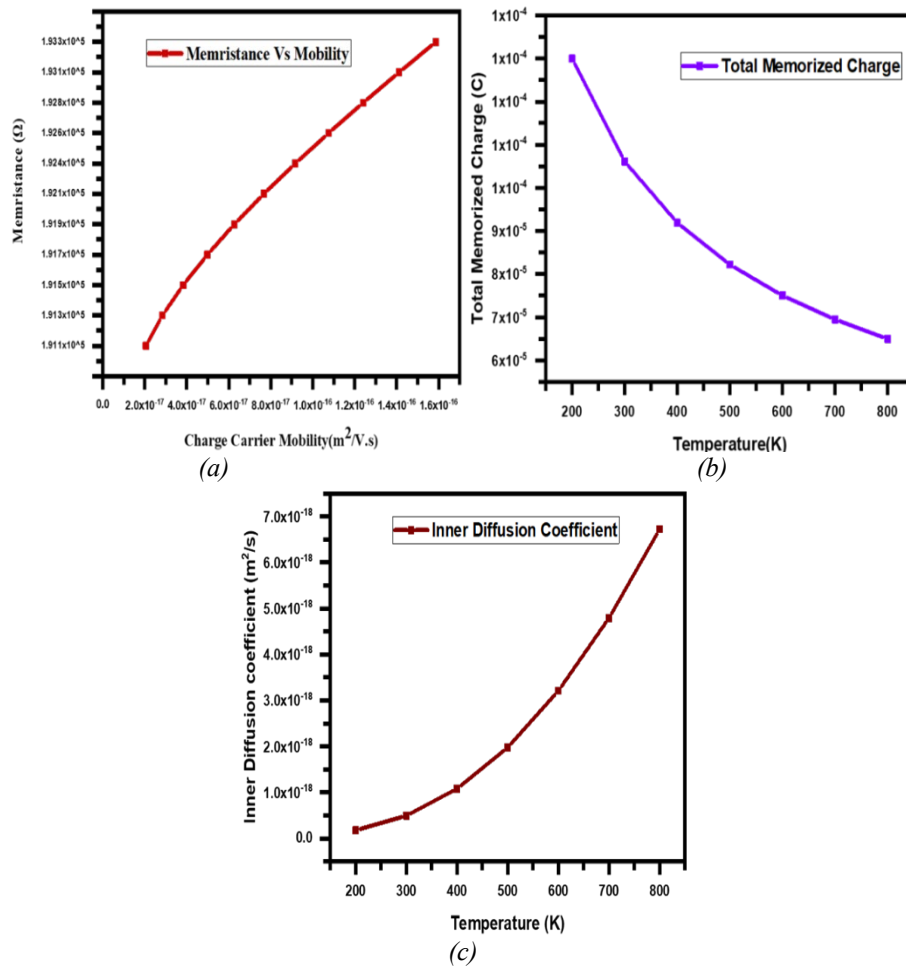 Memristance Vs Mobility
1.933x10^5
1.931x10^5
1.928x10^5
1.926x10^5
1.924x10^5
1.921x10^5
1.919x10^5
1.917x10^5
1.915x10^5
1.913x10^5
1.911x10^5
Memristance (Ω)
0.0 2.0x10⁻¹⁷ 4.0x10⁻¹⁷ 6.0x10⁻¹⁷ 8.0x10⁻¹⁷ 1.0x10⁻¹⁶ 1.2x10⁻¹⁶ 1.4x10⁻¹⁶ 1.6x10⁻¹⁶
Charge Carrier Mobility(m²/V.s)
(a)
Total Memorized Charge
1x10⁻⁴
1x10⁻⁴
1x10⁻⁴
1x10⁻⁴
1x10⁻⁴
9x10⁻⁵
8x10⁻⁵
7x10⁻⁵
6x10⁻⁵
Total Memorized Charge (C)
200 300 400 500 600 700 800
Temperature(K)
(b)
Inner Diffusion Coefficient
7.0x10⁻¹⁸
6.0x10⁻¹⁸
5.0x10⁻¹⁸
4.0x10⁻¹⁸
3.0x10⁻¹⁸
2.0x10⁻¹⁸
1.0x10⁻¹⁸
0.0
Inner Diffusion coefficient (m²/s)
200 300 400 500 600 700 800
Temperature (K)
(c)